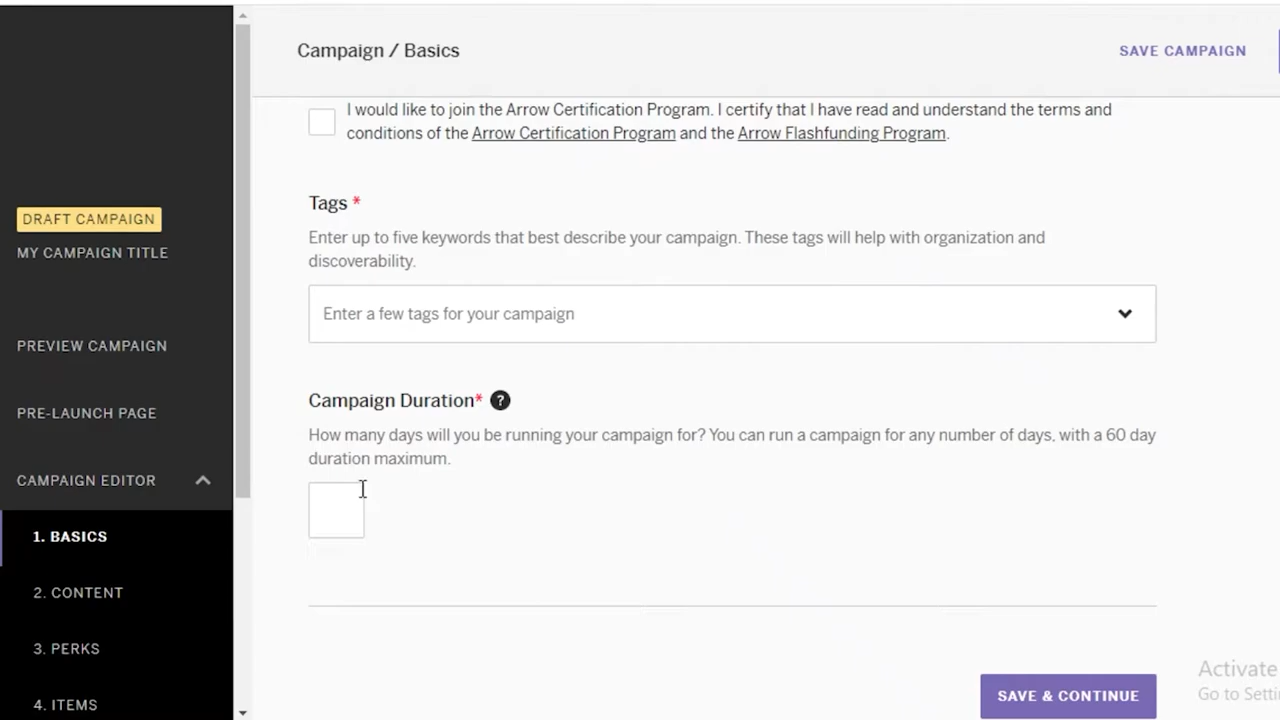 Campaign / Basics
SAVE CAMPAIGN
I would like to join the Arrow Certification Program. I certify that I have read and understand the terms and
conditions of the Arrow Certification Program and the Arrow Flashfunding Program.
Tags *
Enter up to five keywords that best describe your campaign. These tags will help with organization and
discoverability.
Enter a few tags for your campaign
Campaign Duration* ?
How many days will you be running your campaign for? You can run a campaign for any number of days, with a 60 day
duration maximum.
SAVE & CONTINUE
DRAFT CAMPAIGN
MY CAMPAIGN TITLE
PREVIEW CAMPAIGN
PRE-LAUNCH PAGE
CAMPAIGN EDITOR
1. BASICS
2. CONTENT
3. PERKS
4. ITEMS
Activate
Go to